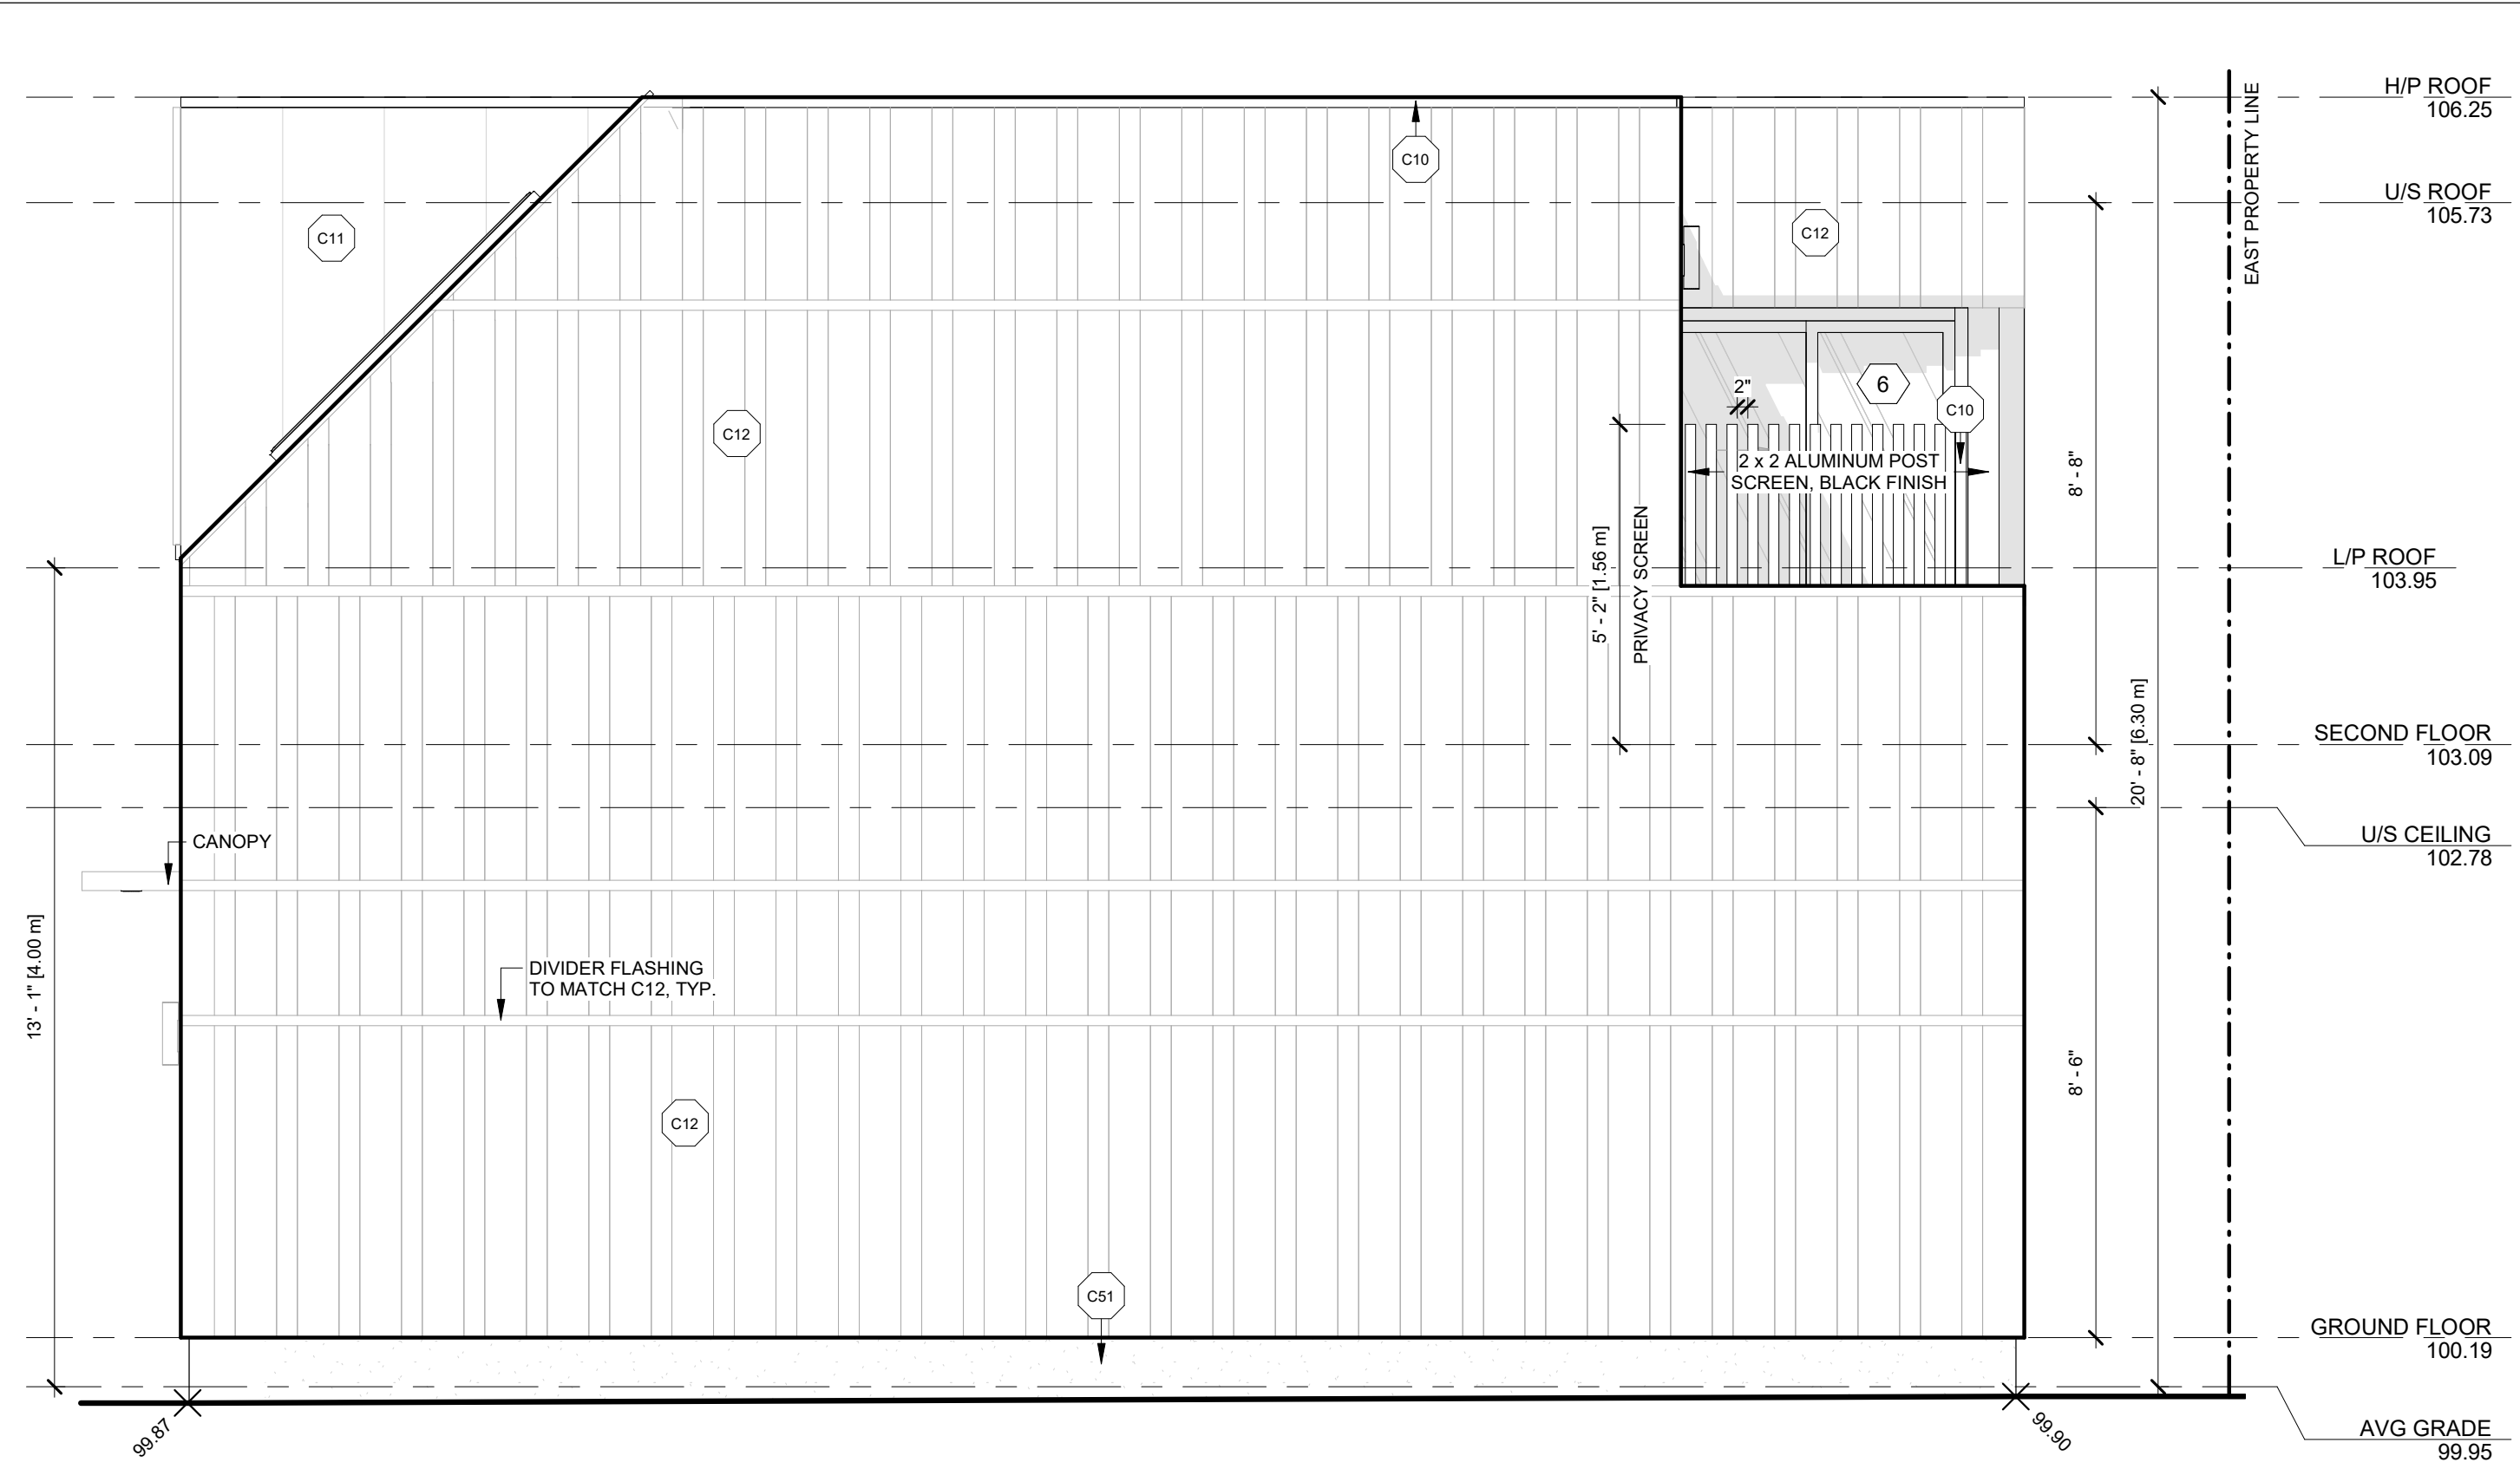 H/P ROOF
106.25
U/S ROOF
105.73
EAST PROPERTY LINE
C10
C11
C12
C12
6
2"
C10
2 x 2 ALUMINUM POST
SCREEN, BLACK FINISH
8' - 8"
5' - 2" [1.56 m]
PRIVACY SCREEN
L/P ROOF
103.95
SECOND FLOOR
103.09
20' - 8" [6.30 m]
U/S CEILING
102.78
CANOPY
13' - 1" [4.00 m]
DIVIDER FLASHING
TO MATCH C12, TYP.
8' - 6"
C12
C51
GROUND FLOOR
100.19
99.87
99.90
AVG GRADE
99.95